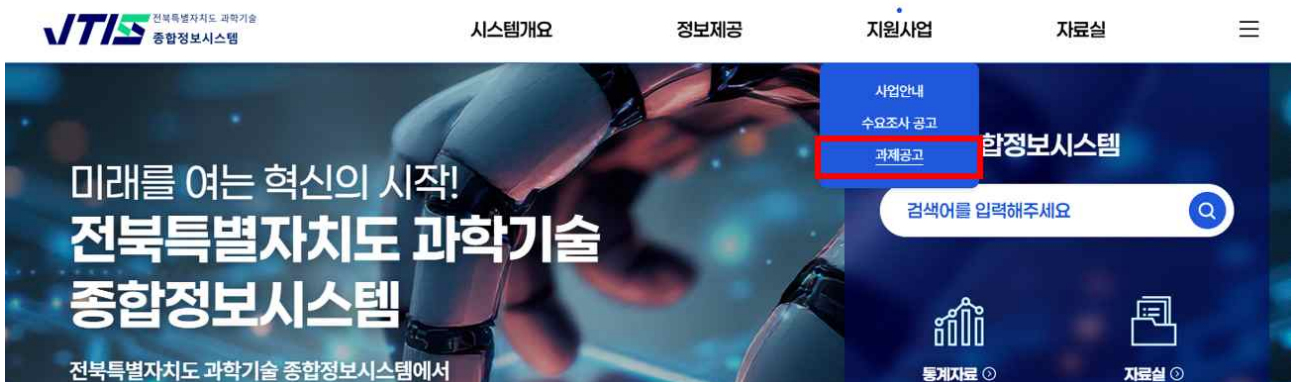 JTIS 전북특별자치도 과학기술
종합정보시스템
시스템개요 정보제공 지원사업 자료실
사업안내
수요조사 공고
과제공고
합정보시스템
검색어를 입력해주세요
미래를 여는 혁신의 시작!
전북특별자치도 과학기술
종합정보시스템
전북특별자치도 과학기술 종합정보시스템에서
통계자료 자료실